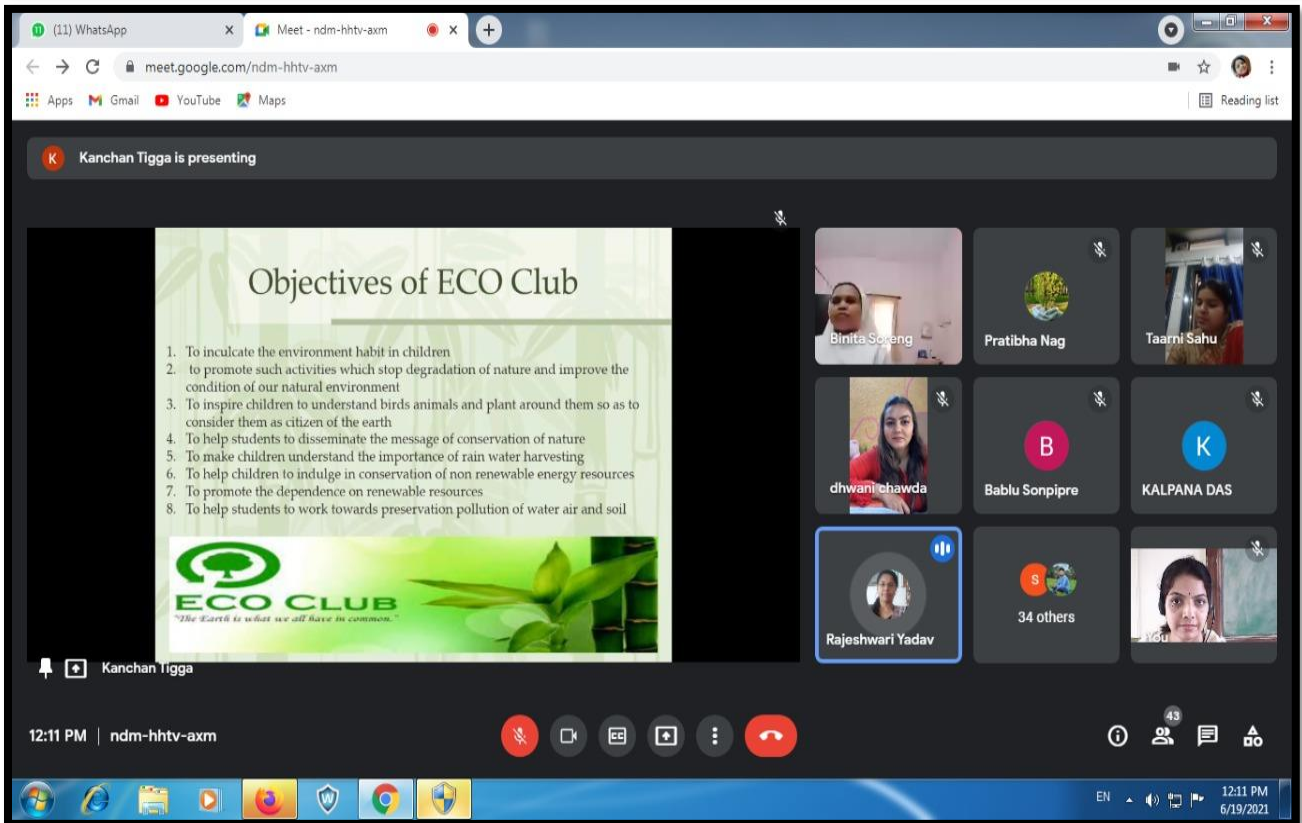 (11) WhatsApp
Meet - ndm-hhtv-axm
meet.google.com/ndm-hhtv-axm
Apps Gmail YouTube Maps
Reading list
K Kanchan Tigga is presenting
Objectives of ECO Club
1. To inculcate the environment habit in children
2. to promote such activities which stop degradation of nature and improve the
condition of our natural environment
3. To inspire children to understand birds animals and plant around them so as to
consider them as citizen of the earth
4. To help students to disseminate the message of conservation of nature
5. To make children understand the importance of rain water harvesting
6. To help children to indulge in conservation of non renewable energy resources
7. To promote the dependence on renewable resources
8. To help students to work towards preservation pollution of water air and soil
ECO CLUB
"The Earth is what we all have in common."
Kanchan Tigga
Binita Soreng
Pratibha Nag
Taarni Sahu
dhwani chawda
B
Bablu Sonpipre
K
KALPANA DAS
Rajeshwari Yadav
S
34 others
You
12:11 PM | ndm-hhtv-axm
CC
43
W
EN
12:11 PM
6/19/2021